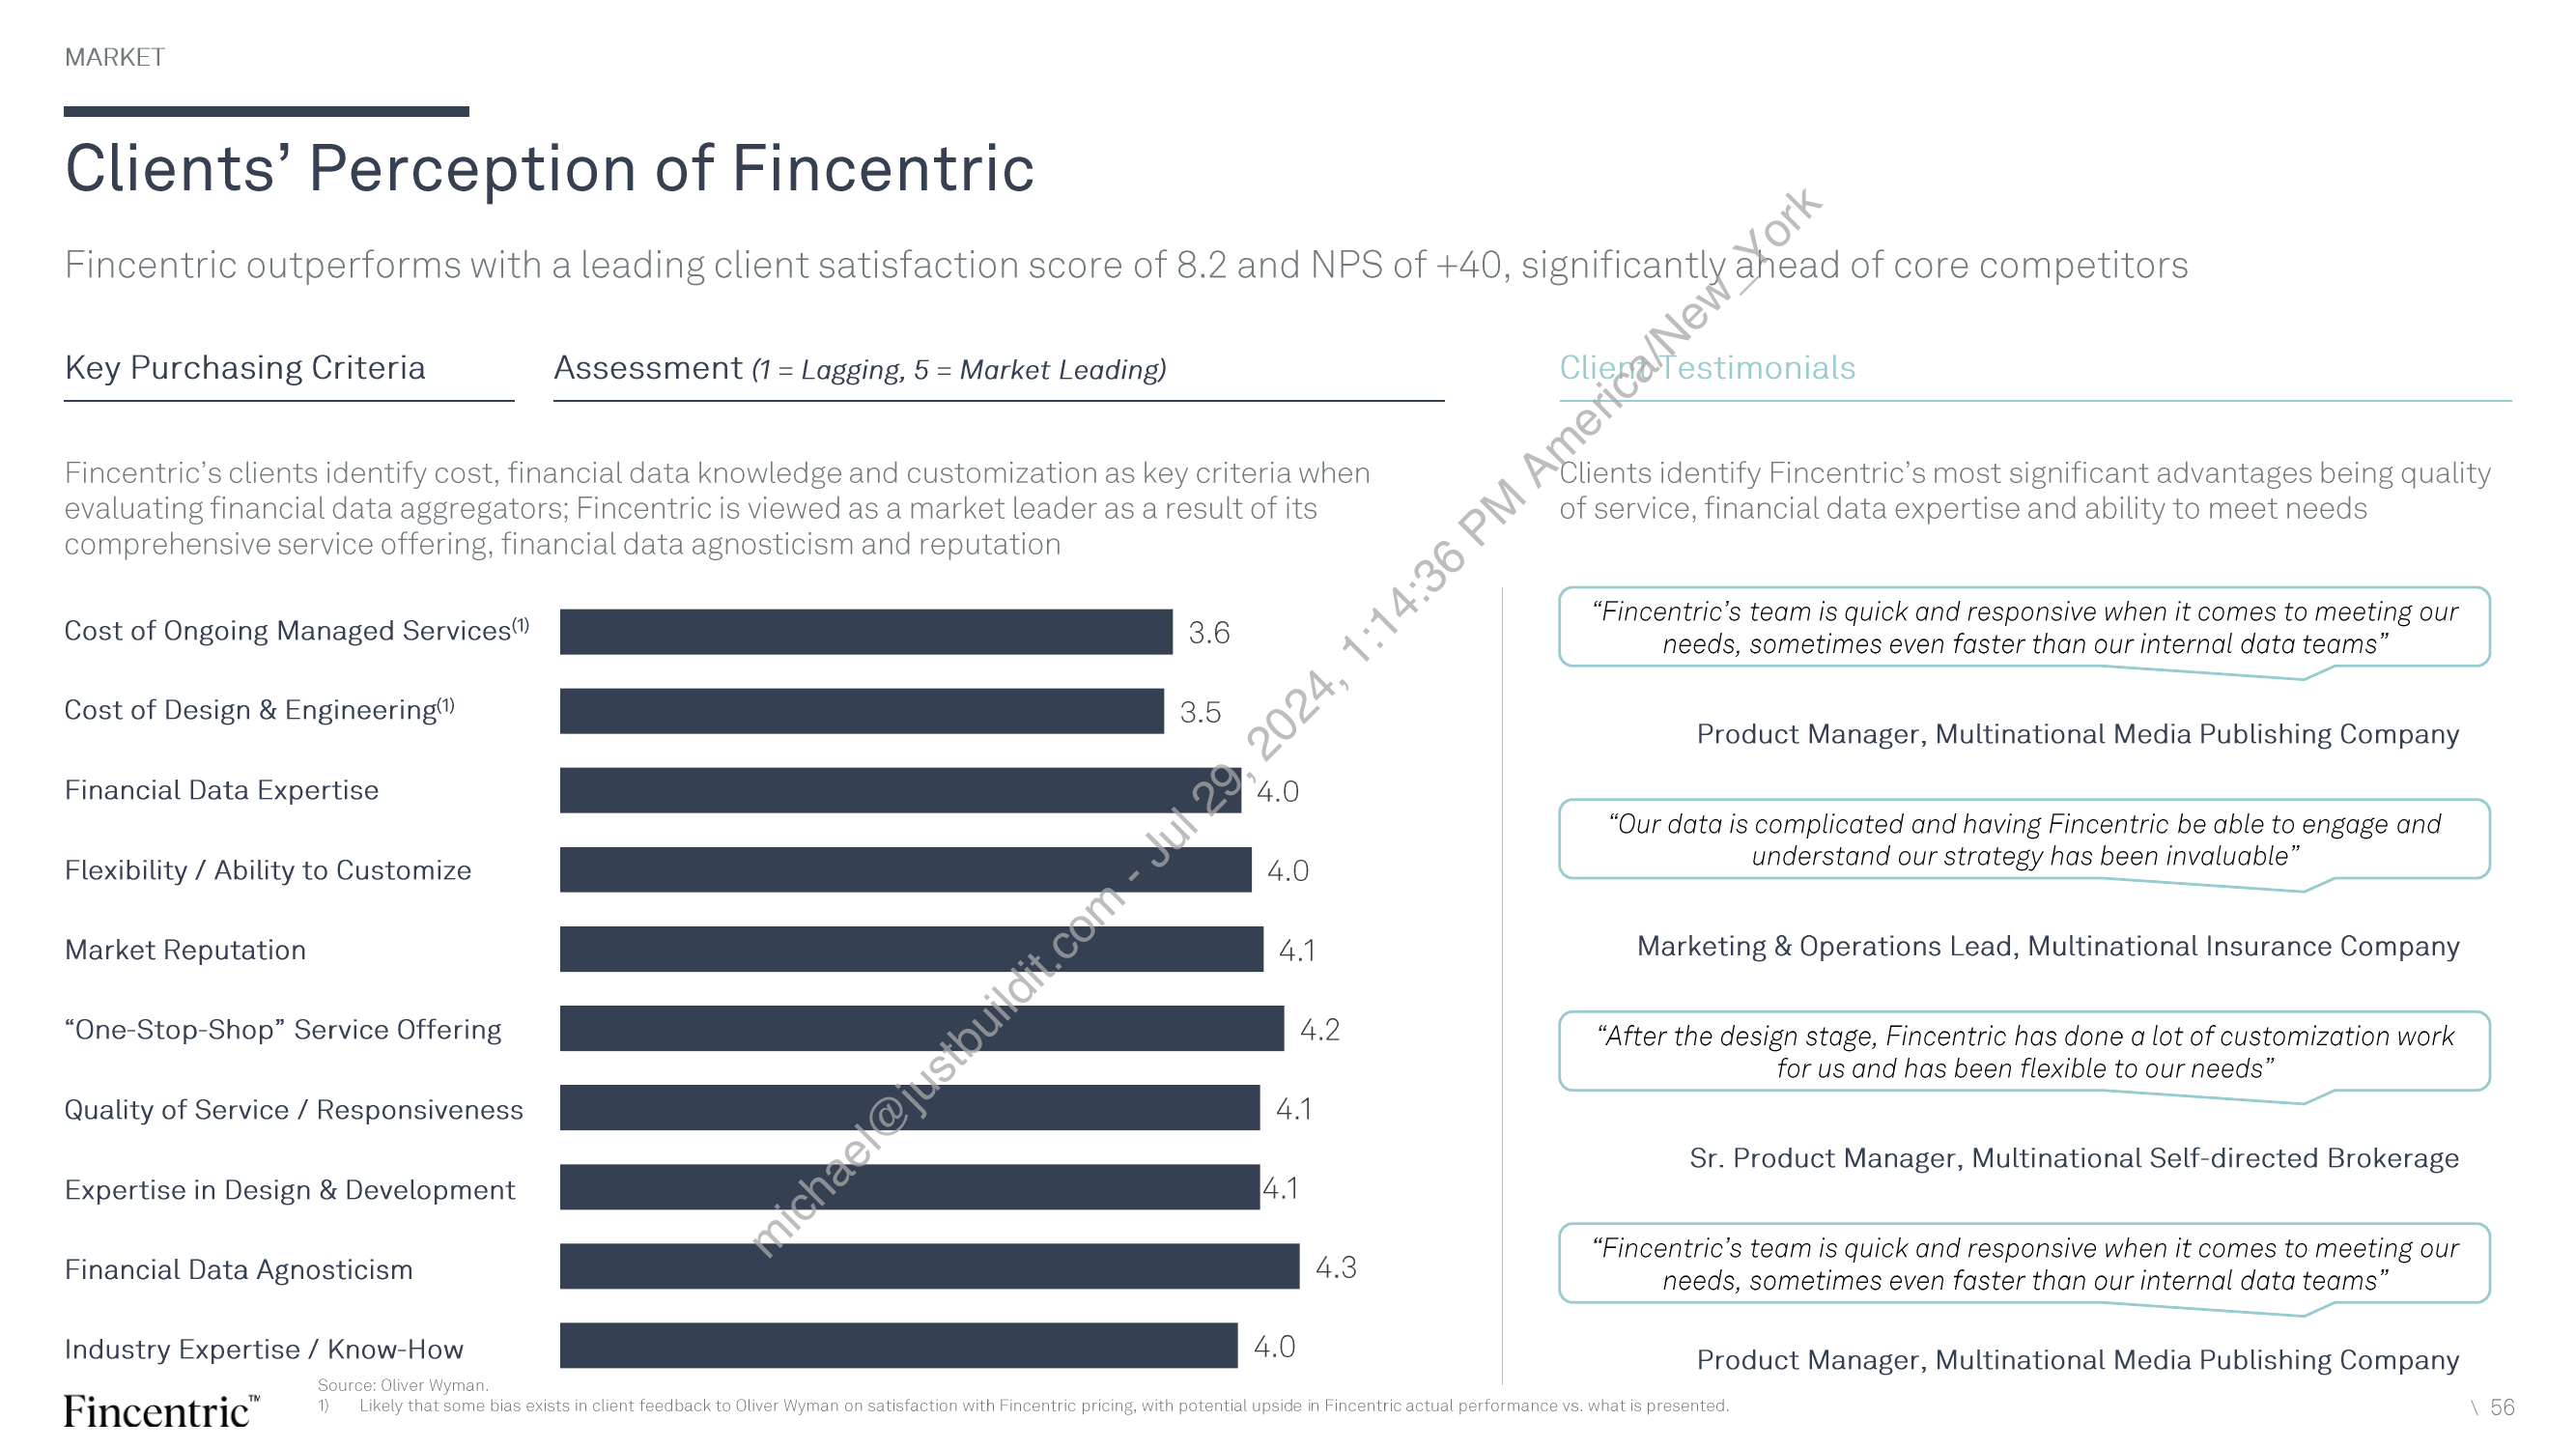 MARKET
Clients’ Perception of Fincentric
Fincentric outperforms with a leading client satisfaction score of 8.2 and NPS of +40, significantly ahead of core competitors
Key Purchasing Criteria
Assessment (1 = Lagging, 5 = Market Leading)
Fincentric’s clients identify cost, financial data knowledge and customization as key criteria when
evaluating financial data aggregators; Fincentric is viewed as a market leader as a result of its
comprehensive service offering, financial data agnosticism and reputation
Cost of Ongoing Managed Services(1) 3.6
Cost of Design & Engineering(1) 3.5
Financial Data Expertise 4.0
Flexibility / Ability to Customize 4.0
Market Reputation 4.1
“One-Stop-Shop” Service Offering 4.2
Quality of Service / Responsiveness 4.1
Expertise in Design & Development 4.1
Financial Data Agnosticism 4.3
Industry Expertise / Know-How 4.0
Client Testimonials
Clients identify Fincentric’s most significant advantages being quality
of service, financial data expertise and ability to meet needs
“Fincentric’s team is quick and responsive when it comes to meeting our
needs, sometimes even faster than our internal data teams”
Product Manager, Multinational Media Publishing Company
“Our data is complicated and having Fincentric be able to engage and
understand our strategy has been invaluable”
Marketing & Operations Lead, Multinational Insurance Company
“After the design stage, Fincentric has done a lot of customization work
for us and has been flexible to our needs”
Sr. Product Manager, Multinational Self-directed Brokerage
“Fincentric’s team is quick and responsive when it comes to meeting our
needs, sometimes even faster than our internal data teams”
Product Manager, Multinational Media Publishing Company
michael@justbuildit.com - Jul 29, 2024, 1:14:36 PM America/New_York
Fincentric™
Source: Oliver Wyman.
1) Likely that some bias exists in client feedback to Oliver Wyman on satisfaction with Fincentric pricing, with potential upside in Fincentric actual performance vs. what is presented.
\ 56